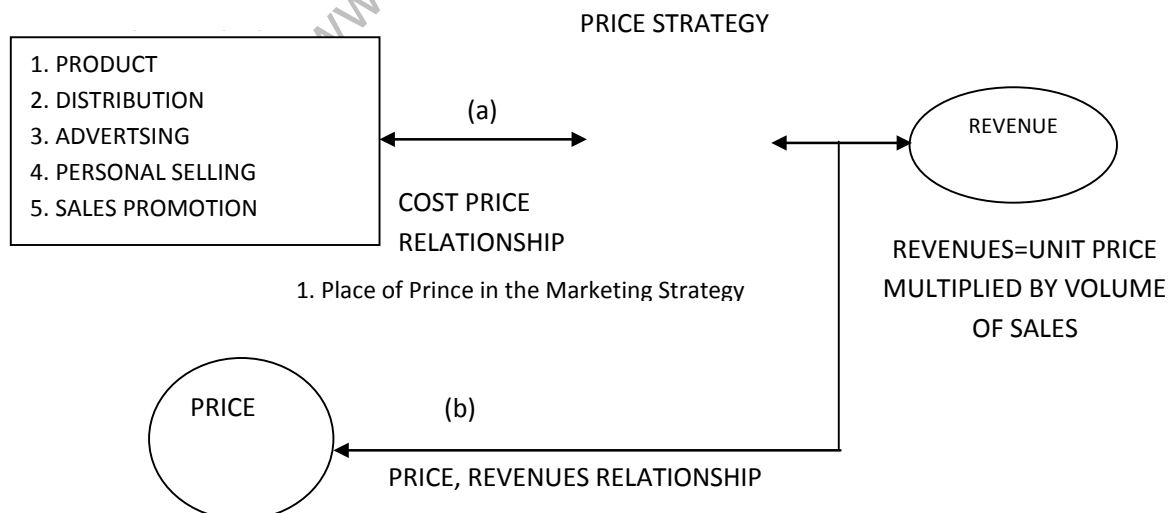 PRICE STRATEGY
1. PRODUCT
2. DISTRIBUTION
3. ADVERTSING
4. PERSONAL SELLING
5. SALES PROMOTION
(a)
COST PRICE
RELATIONSHIP
REVENUE
REVENUES=UNIT PRICE
MULTIPLIED BY VOLUME
OF SALES
1. Place of Prince in the Marketing Strategy
PRICE
(b)
PRICE, REVENUES RELATIONSHIP